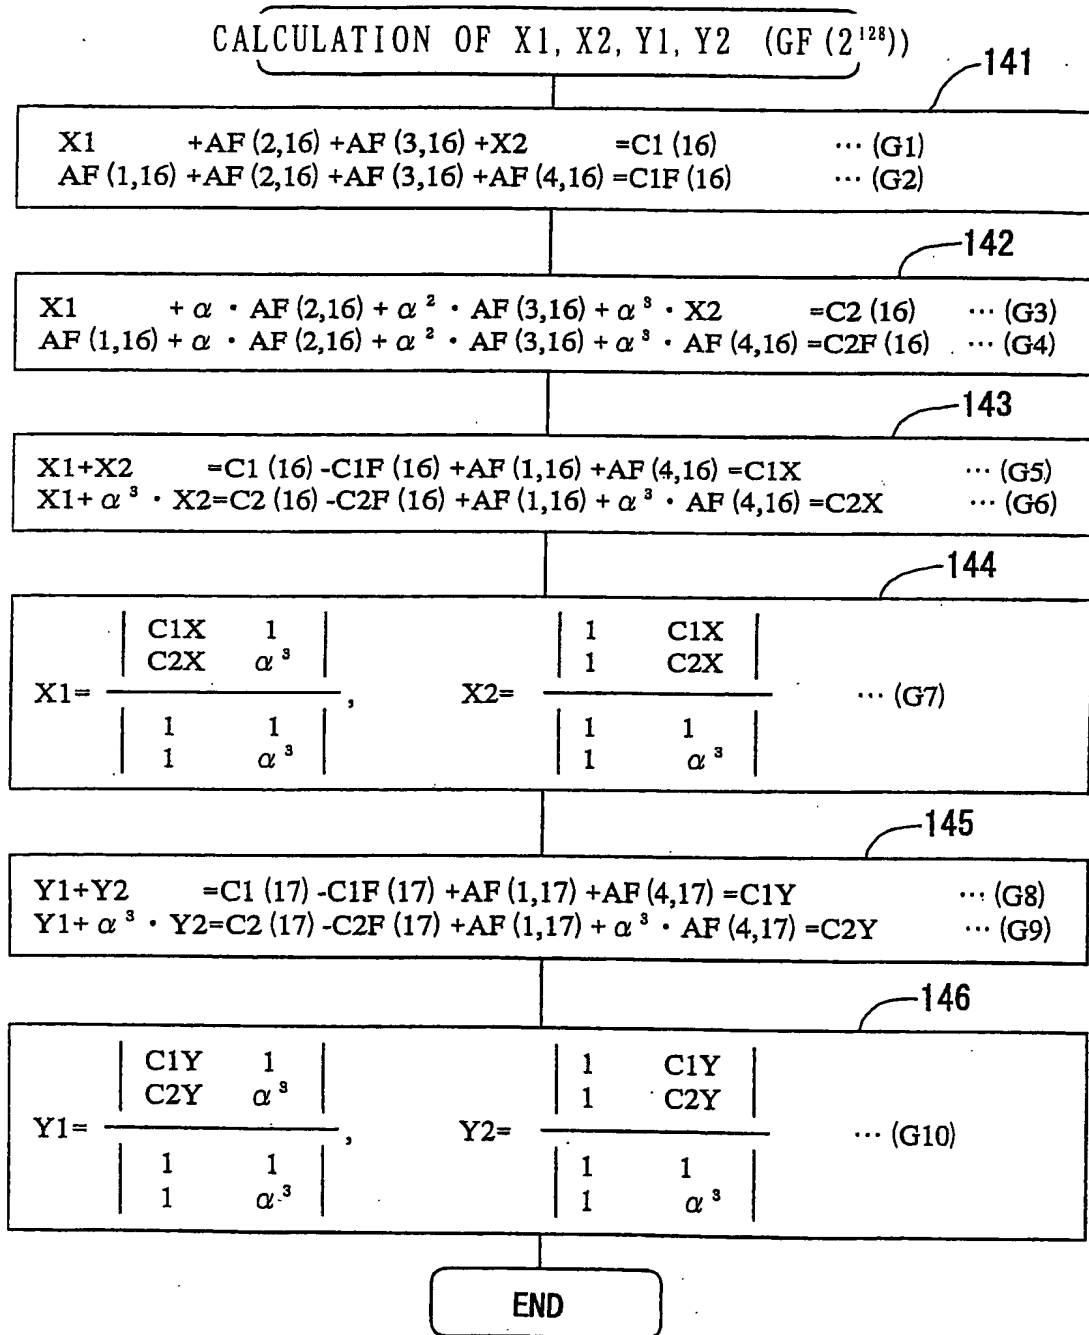 CALCULATION OF X1, X2, Y1, Y2 (GF (2¹²⁸))
141
X1 +AF (2,16) +AF (3,16) +X2 =C1 (16) ··· (G1)
AF (1,16) +AF (2,16) +AF (3,16) +AF (4,16) =C1F (16) ··· (G2)
142
X1 + α · AF (2,16) + α² · AF (3,16) + α³ · X2 =C2 (16) ··· (G3)
AF (1,16) + α · AF (2,16) + α² · AF (3,16) + α³ · AF (4,16) =C2F (16) ··· (G4)
143
X1+X2 =C1 (16) -C1F (16) +AF (1,16) +AF (4,16) =C1X ··· (G5)
X1+ α³ · X2=C2 (16) -C2F (16) +AF (1,16) + α³ · AF (4,16) =C2X ··· (G6)
144
| C1X 1 | | 1 C1X |
| C2X α³ | | 1 C2X |
X1= , X2= ··· (G7)
| 1 1 | | 1 1 |
| 1 α³ | | 1 α³ |
145
Y1+Y2 =C1 (17) -C1F (17) +AF (1,17) +AF (4,17) =C1Y ··· (G8)
Y1+ α³ · Y2=C2 (17) -C2F (17) +AF (1,17) + α³ · AF (4,17) =C2Y ··· (G9)
146
| C1Y 1 | | 1 C1Y |
| C2Y α³ | | 1 C2Y |
Y1= , Y2= ··· (G10)
| 1 1 | | 1 1 |
| 1 α³ | | 1 α³ |
END